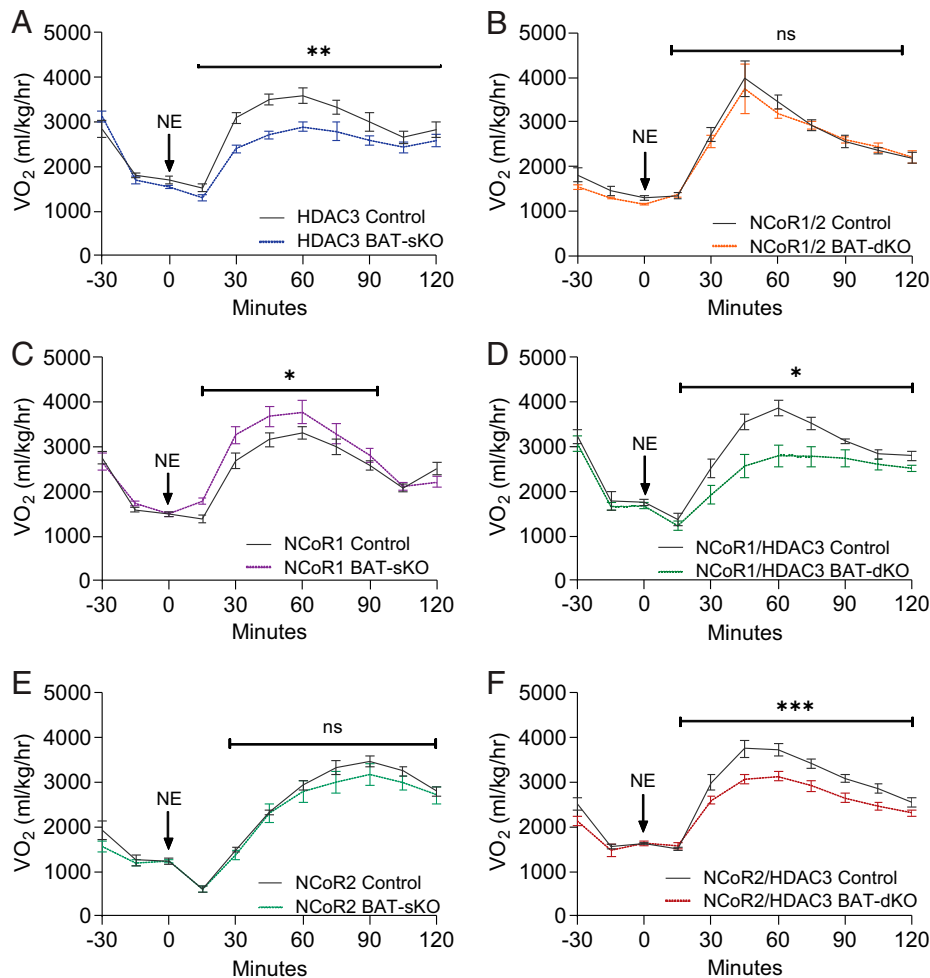 A
**
5000
4000
3000
2000
1000
0
VO2 (ml/kg/hr)
NE
HDAC3 Control
HDAC3 BAT-sKO
-30 0 30 60 90 120
Minutes
B
ns
5000
4000
3000
2000
1000
0
VO2 (ml/kg/hr)
NE
NCoR1/2 Control
NCoR1/2 BAT-dKO
-30 0 30 60 90 120
Minutes
C
*
5000
4000
3000
2000
1000
0
VO2 (ml/kg/hr)
NE
NCoR1 Control
NCoR1 BAT-sKO
-30 0 30 60 90 120
Minutes
D
*
5000
4000
3000
2000
1000
0
VO2 (ml/kg/hr)
NE
NCoR1/HDAC3 Control
NCoR1/HDAC3 BAT-dKO
-30 0 30 60 90 120
Minutes
E
ns
5000
4000
3000
2000
1000
0
VO2 (ml/kg/hr)
NE
NCoR2 Control
NCoR2 BAT-sKO
-30 0 30 60 90 120
Minutes
F
***
5000
4000
3000
2000
1000
0
VO2 (ml/kg/hr)
NE
NCoR2/HDAC3 Control
NCoR2/HDAC3 BAT-dKO
-30 0 30 60 90 120
Minutes